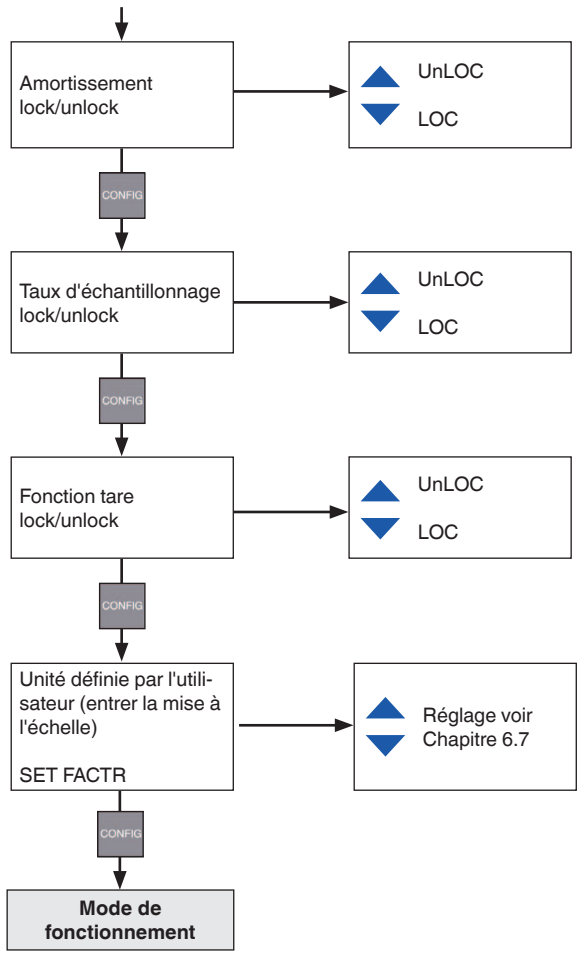 Amortissement
lock/unlock
UnLOC
LOC
CONFIG
Taux d'échantillonnage
lock/unlock
UnLOC
LOC
CONFIG
Fonction tare
lock/unlock
UnLOC
LOC
CONFIG
Unité définie par l'utili-
sateur (entrer la mise à
l'échelle)
SET FACTR
Réglage voir
Chapitre 6.7
CONFIG
Mode de
fonctionnement